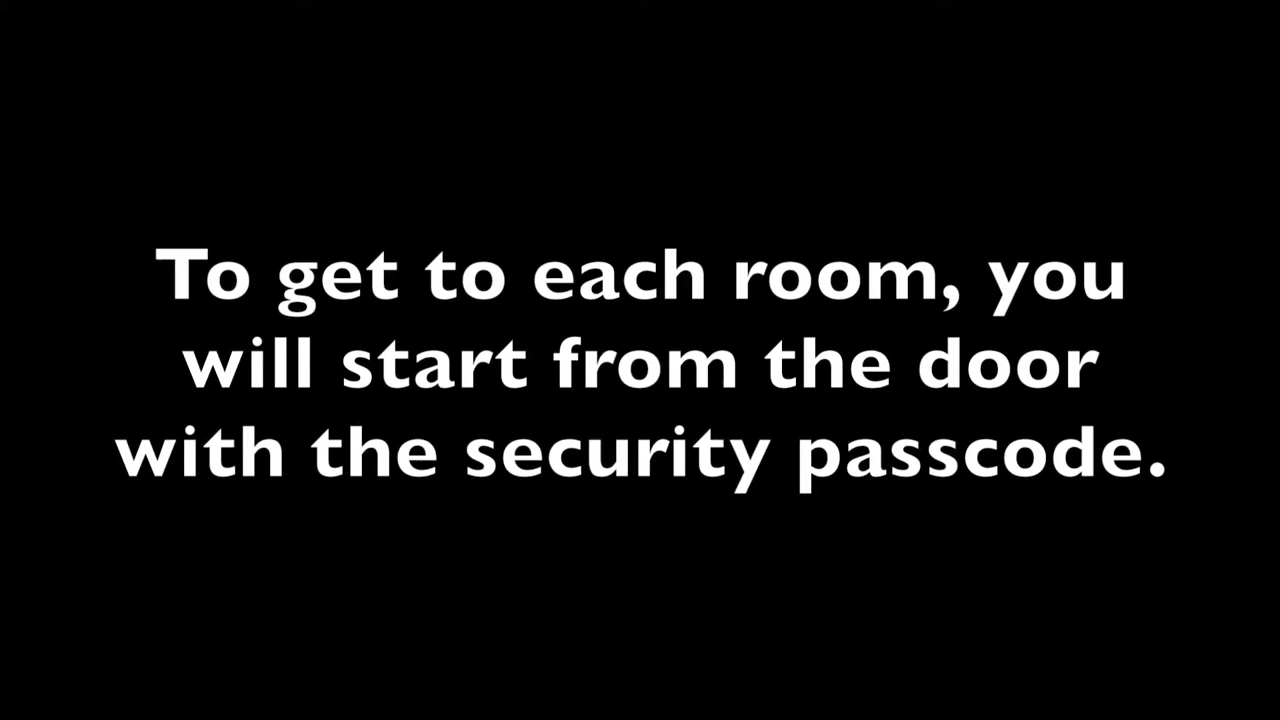 To get to each room, you
will start from the door
with the security passcode.